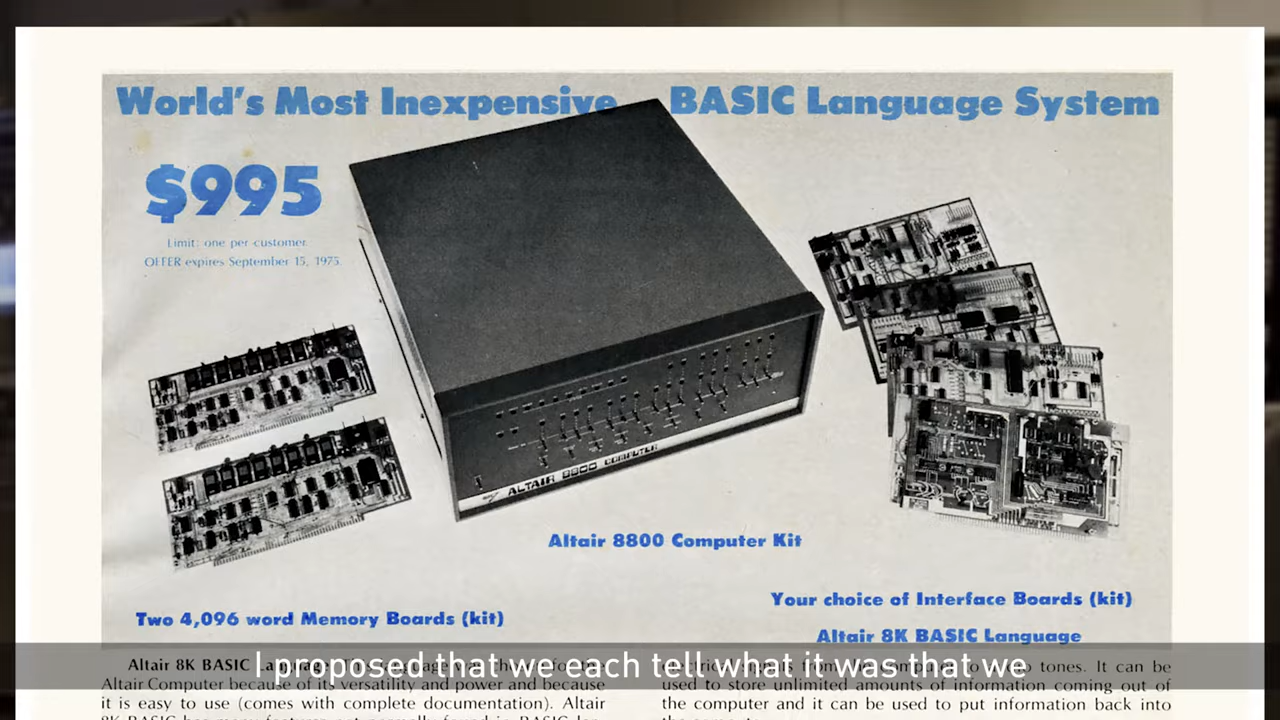 World's Most Inexpensive BASIC Language System
$995
Limit: one per customer
OFFER expires September 15, 1975
ALTAIR 8800 COMPUTER
Altair 8800 Computer Kit
Your choice of Interface Boards (kit)
Two 4,096 word Memory Boards (kit)
Altair 8K BASIC Language
I proposed that we each tell what it was that we
Altair 8K BASIC
Altair Computer because of its versatility and power and because
it is easy to use (comes with complete documentation). Altair
tones. It can be
used to store unlimited amounts of information coming out of
the computer and it can be used to put information back into